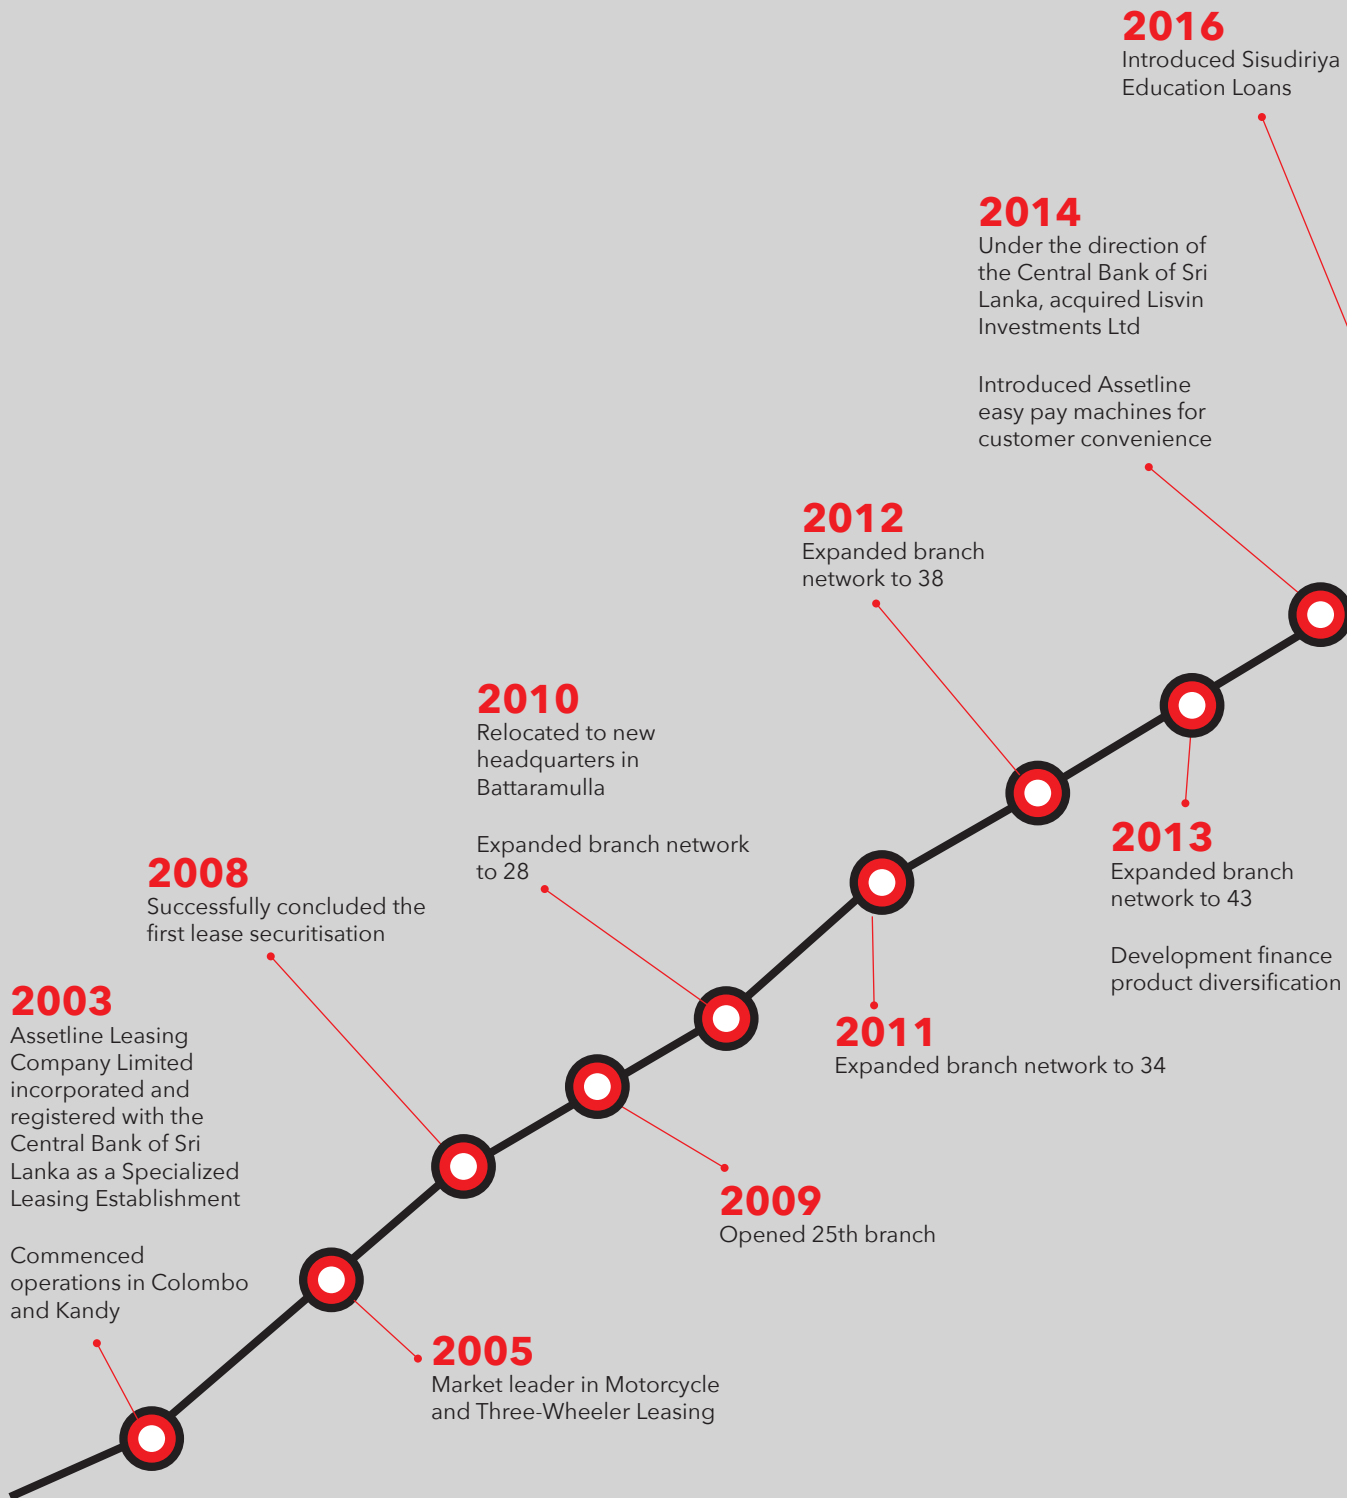 2016
Introduced Sisudiriya
Education Loans
2014
Under the direction of
the Central Bank of Sri
Lanka, acquired Lisvin
Investments Ltd
Introduced Assetline
easy pay machines for
customer convenience
2012
Expanded branch
network to 38
2010
Relocated to new
headquarters in
Battaramulla
Expanded branch network
to 28
2013
Expanded branch
network to 43
Development finance
product diversification
2008
Successfully concluded the
first lease securitisation
2003
Assetline Leasing
Company Limited
incorporated and
registered with the
Central Bank of Sri
Lanka as a Specialized
Leasing Establishment
Commenced
operations in Colombo
and Kandy
2011
Expanded branch network to 34
2009
Opened 25th branch
2005
Market leader in Motorcycle
and Three-Wheeler Leasing